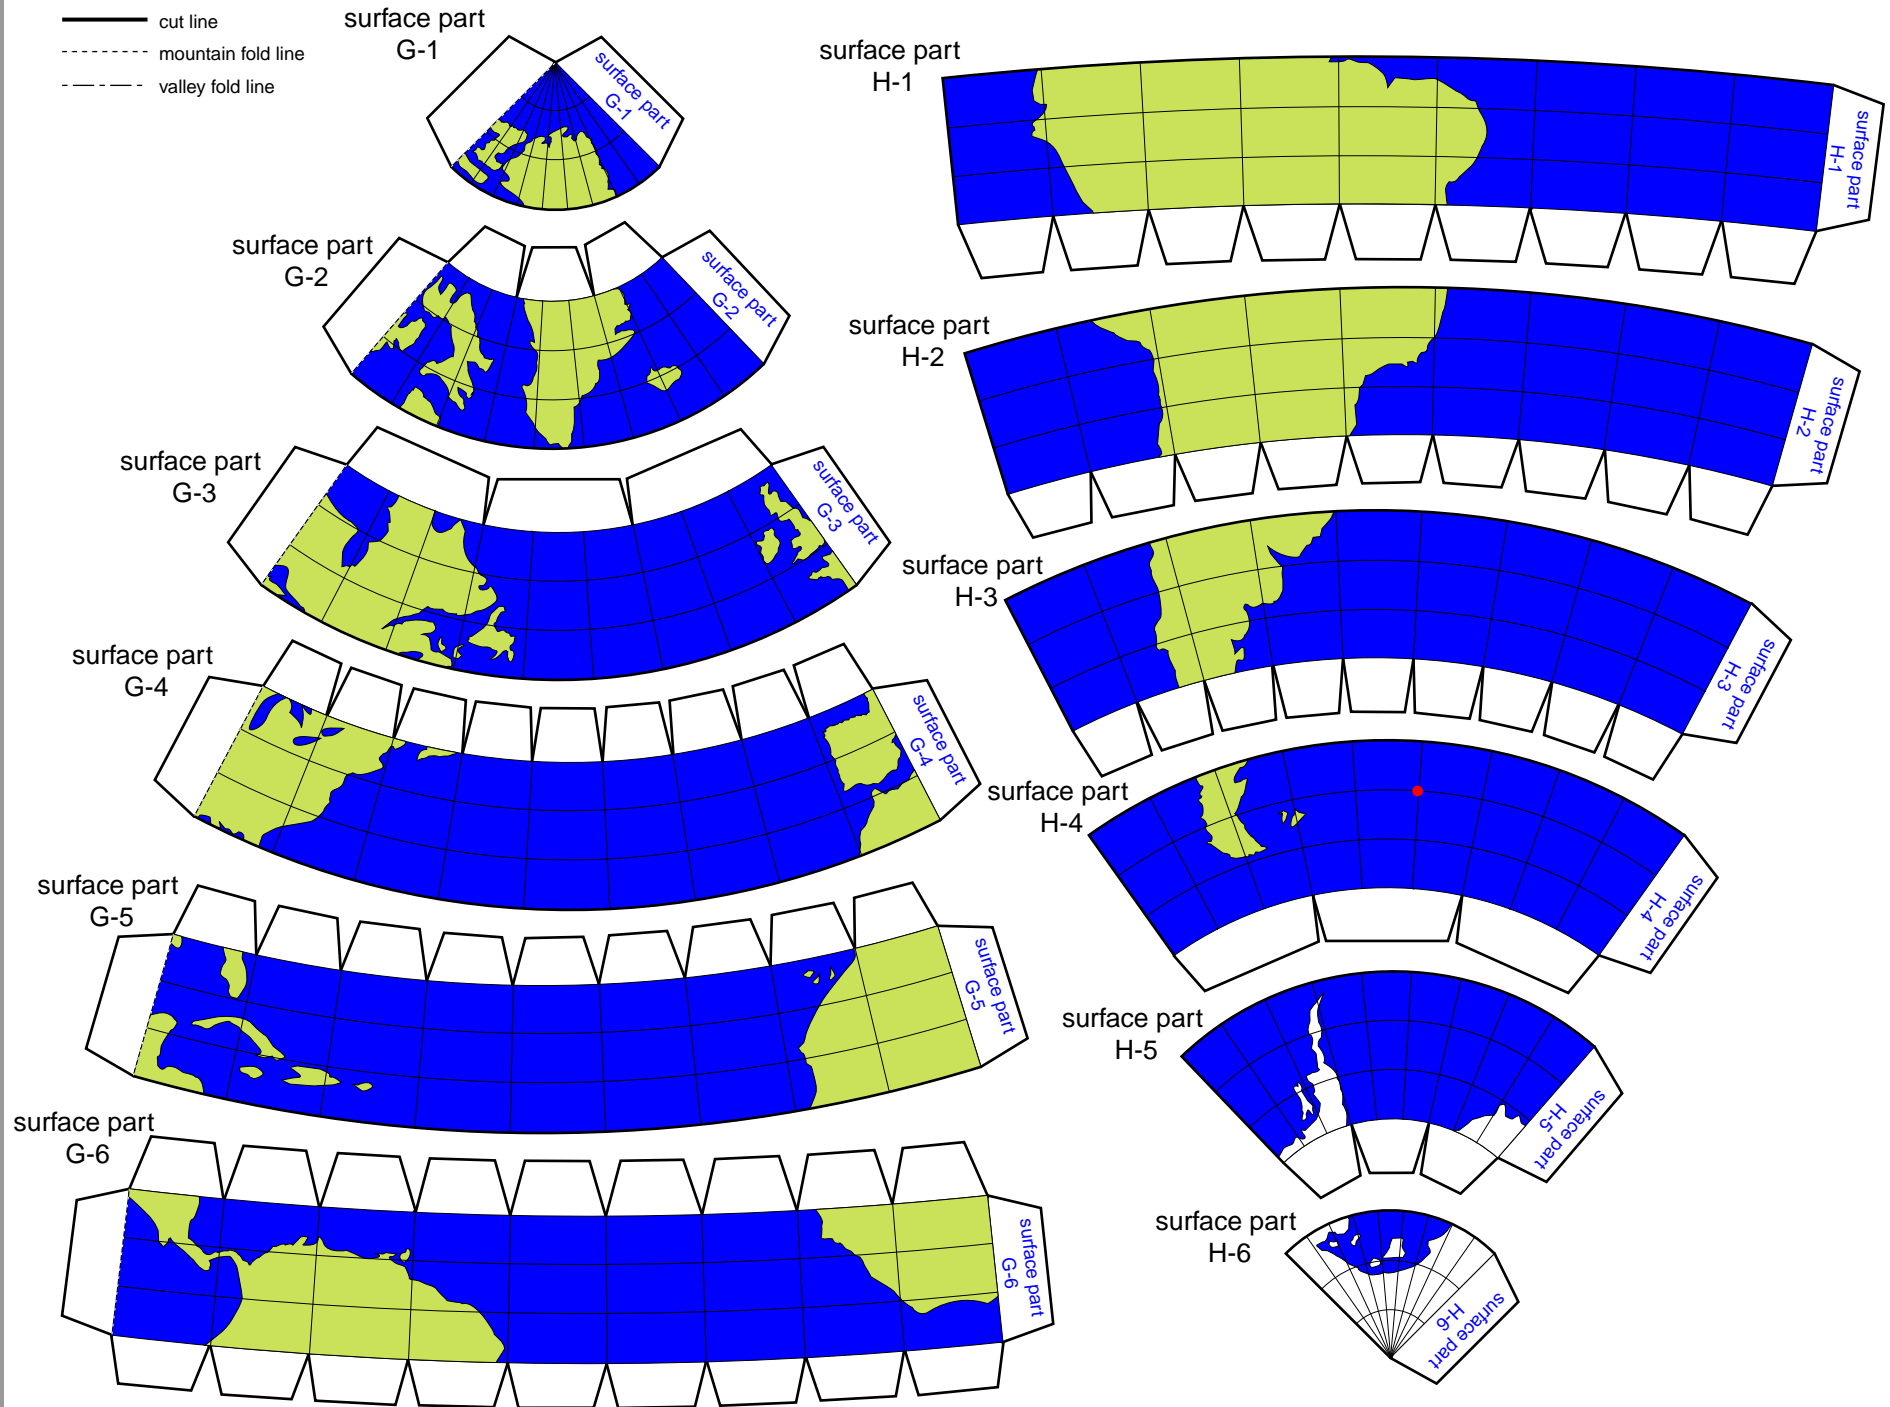 cut line
mountain fold line
valley fold line
surface part
G-1
surface part
G-1
surface part
G-2
surface part
G-2
surface part
G-3
surface part
G-3
surface part
G-4
surface part
G-4
surface part
G-5
surface part
G-5
surface part
G-6
surface part
G-6
surface part
H-1
surface part
H-1
surface part
H-2
surface part
H-2
surface part
H-3
surface part
H-3
surface part
H-4
surface part
H-4
surface part
H-5
surface part
H-5
surface part
H-6
surface part
H-6